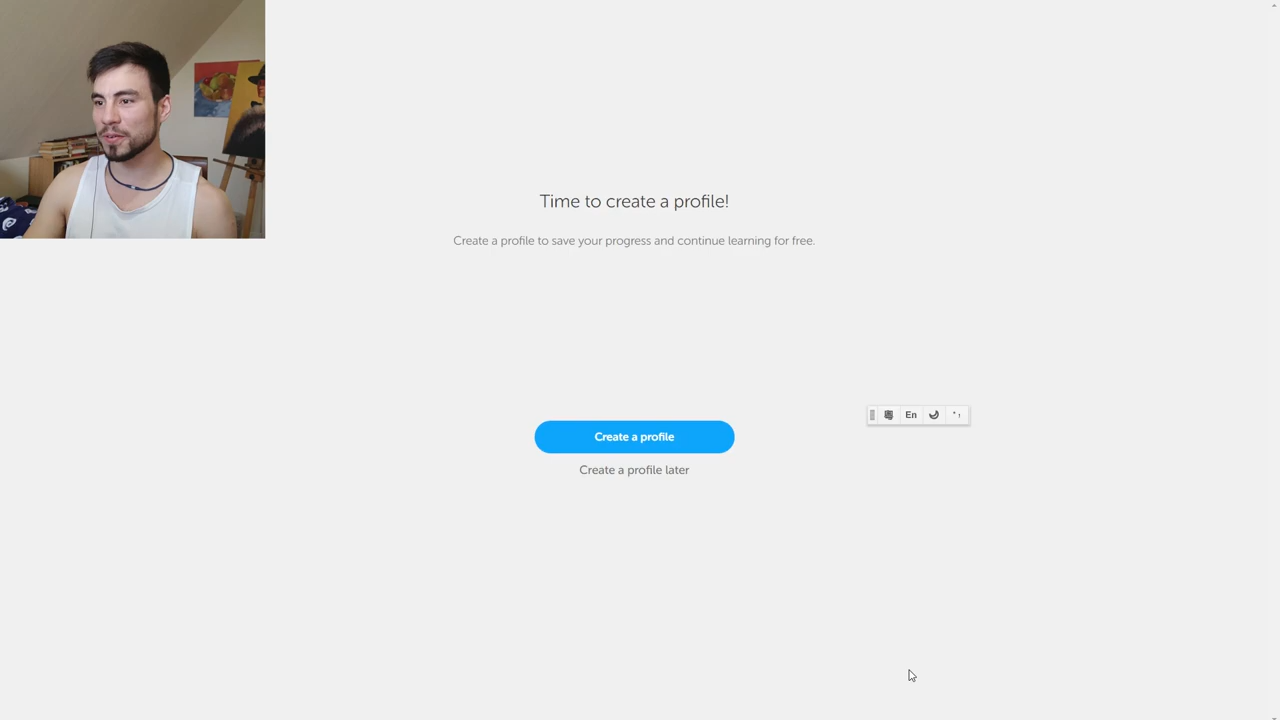 Time to create a profile!
Create a profile to save your progress and continue learning for free.
En
Create a profile
Create a profile later